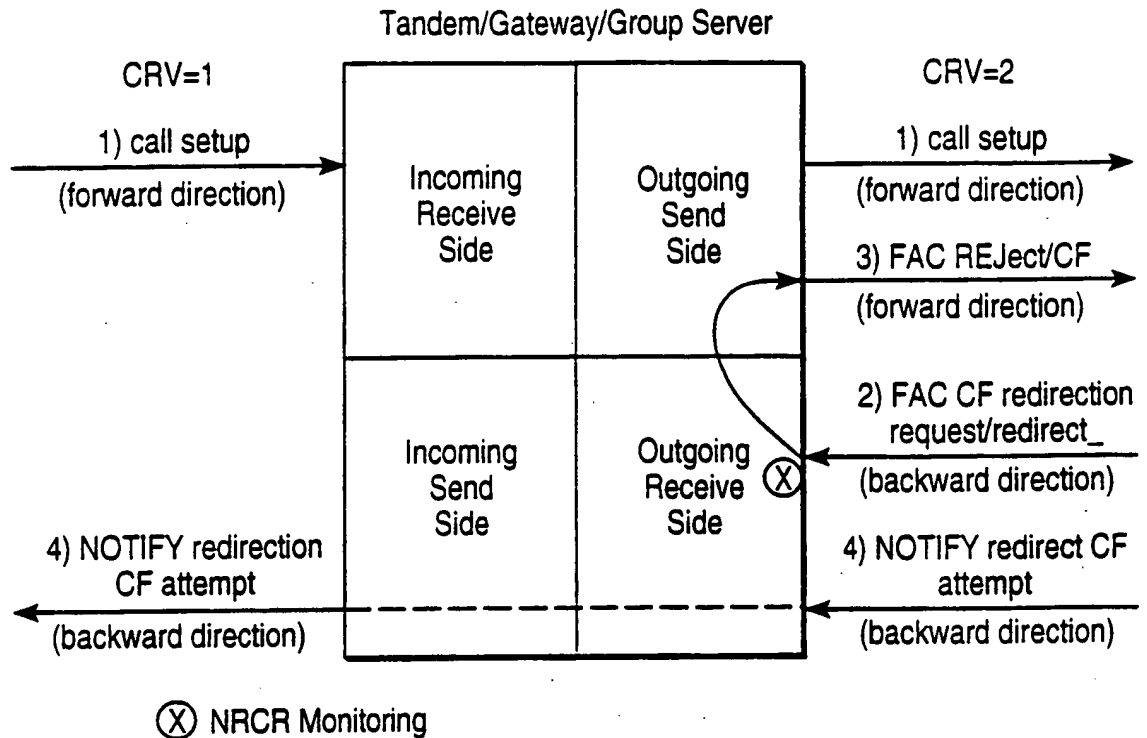 Tandem/Gateway/Group Server
CRV=1
CRV=2
1) call setup
(forward direction)
Incoming
Receive
Side
Outgoing
Send
Side
1) call setup
(forward direction)
3) FAC REJect/CF
(forward direction)
2) FAC CF redirection
request/redirect_
(backward direction)
Incoming
Send
Side
Outgoing
Receive
Side
X
4) NOTIFY redirection
CF attempt
(backward direction)
4) NOTIFY redirect CF
attempt
(backward direction)
X NRCR Monitoring